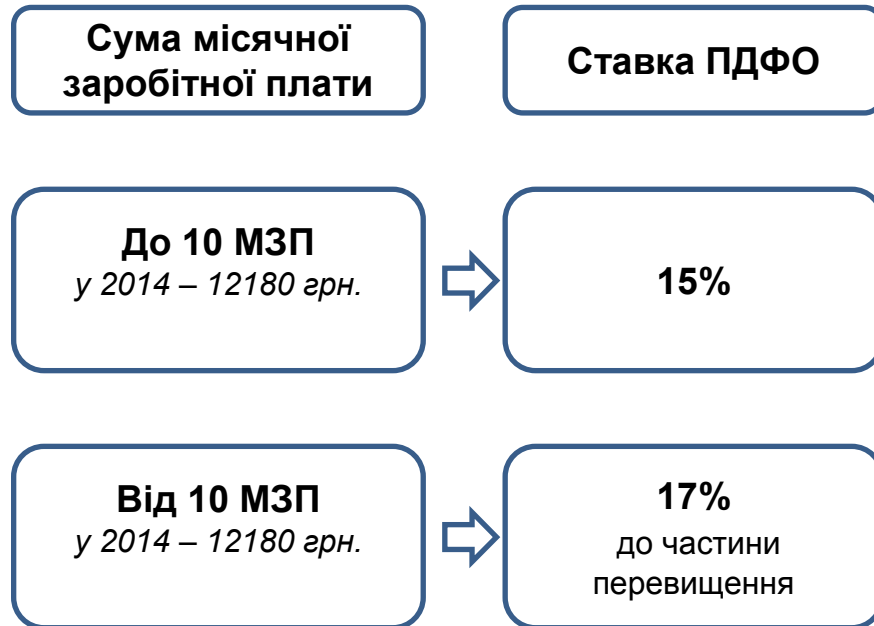 Сума місячної
заробітної плати
Ставка ПДФО
До 10 МЗП
у 2014 – 12180 грн.
15%
Від 10 МЗП
у 2014 – 12180 грн.
17%
до частини
перевищення